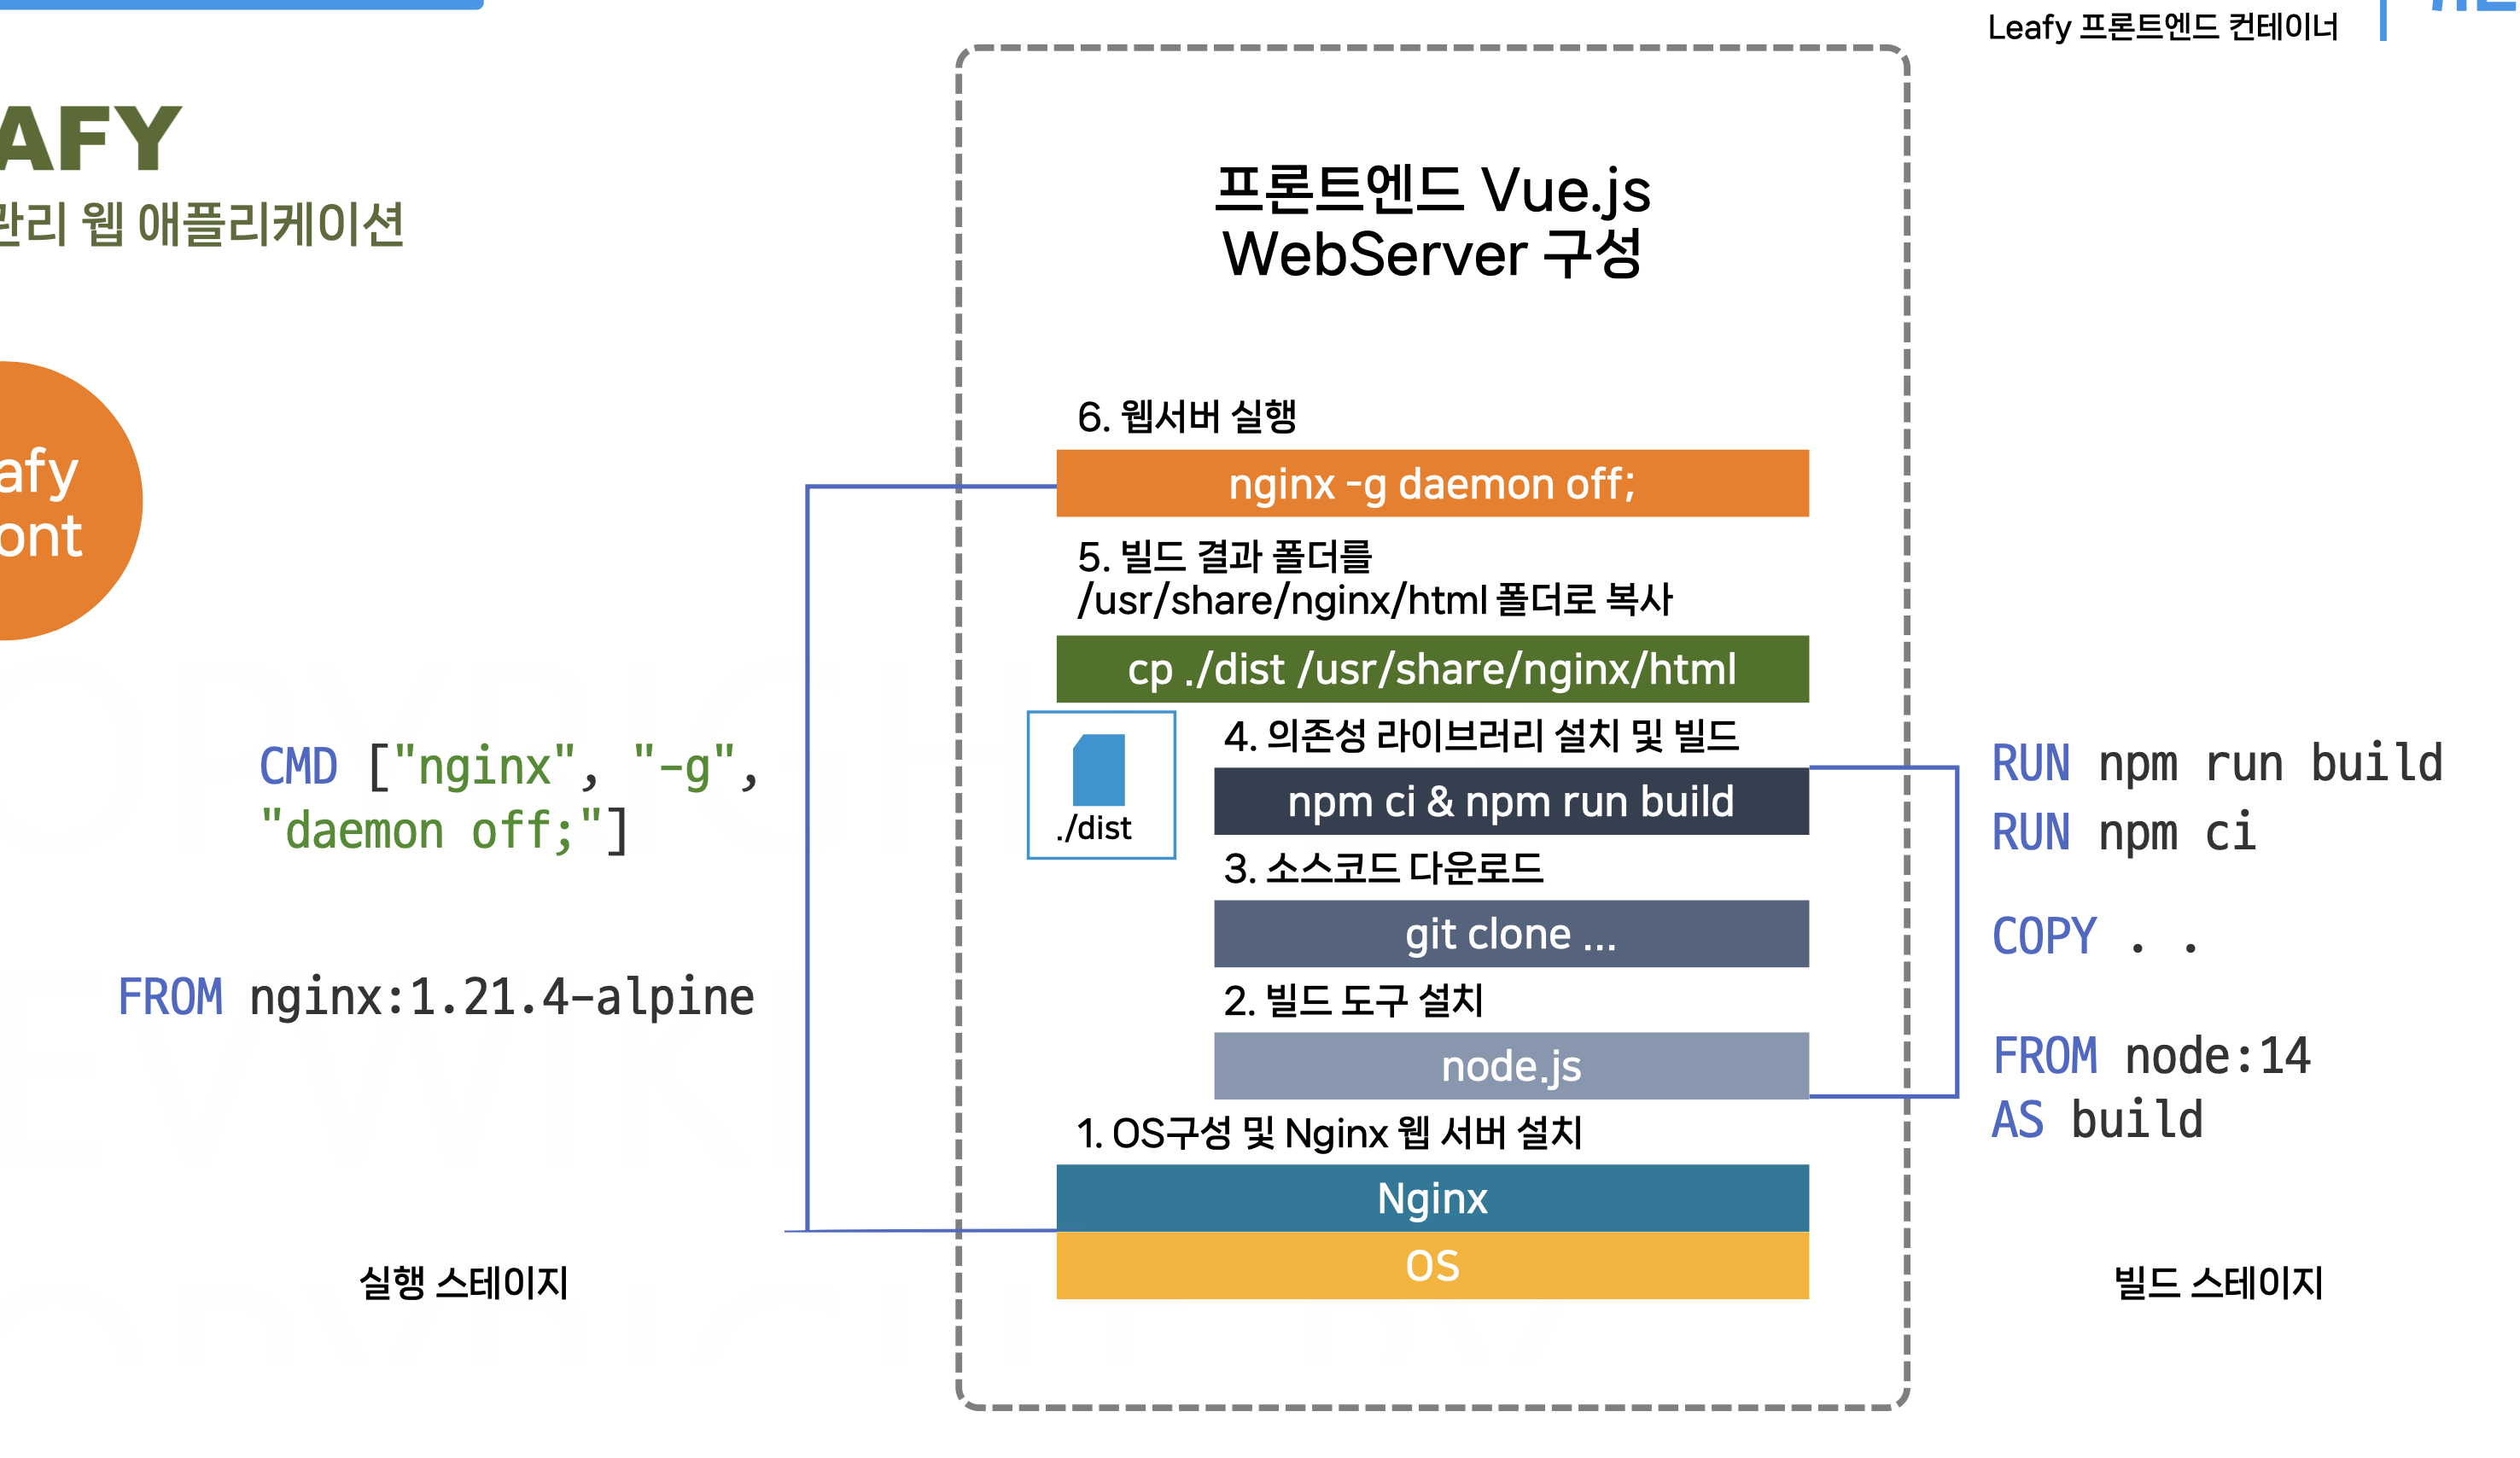 Leafy 프론트엔드 컨테이너
AFY
관리 웹 애플리케이션
afy
ont
프론트엔드 Vue.js
WebServer 구성
6. 웹서버 실행
nginx -g daemon off;
5. 빌드 결과 폴더를
/usr/share/nginx/html 폴더로 복사
cp ./dist /usr/share/nginx/html
./dist
4. 의존성 라이브러리 설치 및 빌드
npm ci & npm run build
3. 소스코드 다운로드
git clone ...
2. 빌드 도구 설치
node.js
1. OS구성 및 Nginx 웹 서버 설치
Nginx
OS
CMD ["nginx", "-g",
"daemon off;"]
FROM nginx:1.21.4-alpine
실행 스테이지
RUN npm run build
RUN npm ci
COPY . .
FROM node:14
AS build
빌드 스테이지